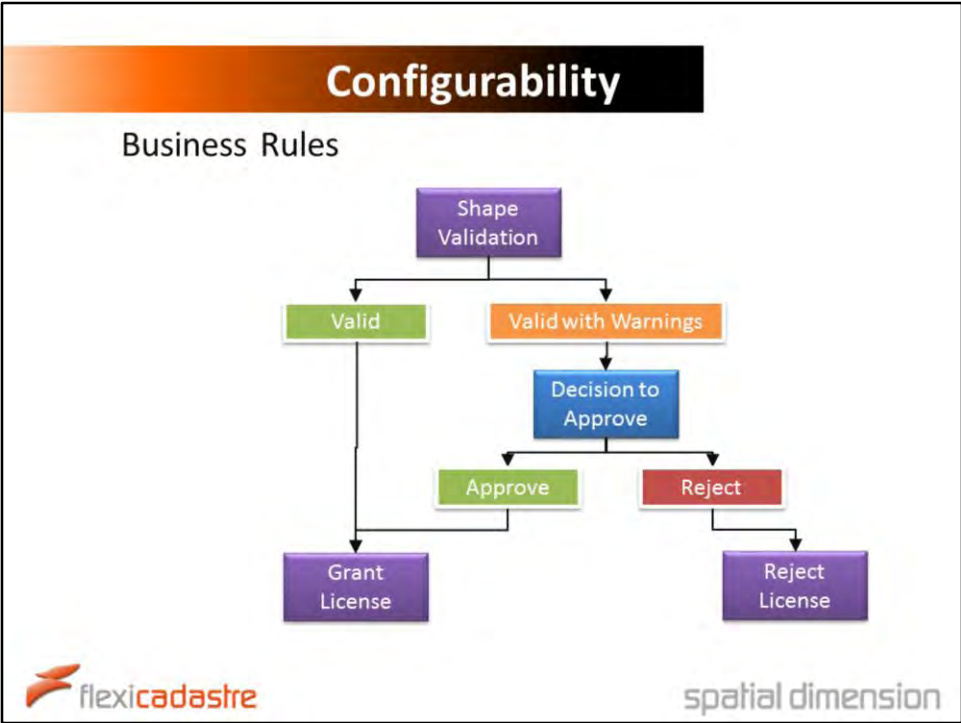 Configurability
Business Rules
Shape
Validation
Valid
Valid with Warnings
Decision to
Approve
Approve
Reject
Grant
License
Reject
License
flexicadastre
spatial dimension